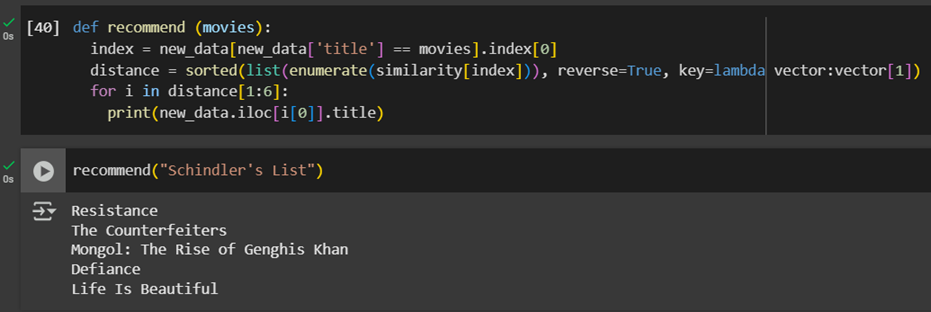 [40] def recommend (movies):
index = new_data[new_data['title'] == movies].index[0]
distance = sorted(list(enumerate(similarity[index])), reverse=True, key=lambda vector:vector[1])
for i in distance[1:6]:
print(new_data.iloc[i[0]].title)
0s
recommend("Schindler's List")
0s
Resistance
The Counterfeiters
Mongol: The Rise of Genghis Khan
Defiance
Life Is Beautiful